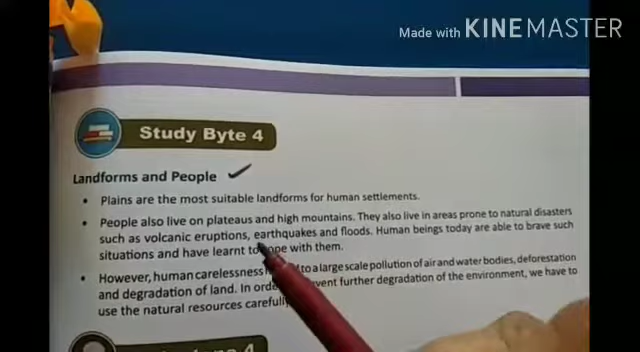 Made with KINEMASTER
Study Byte 4
Landforms and People
• Plains are the most suitable landforms for human settlements.
• People also live on plateaus and high mountains. They also live in areas prone to natural disasters
such as volcanic eruptions, earthquakes and floods. Human beings today are able to brave such
situations and have learnt to cope with them.
• However, human carelessness to a large scale pollution of air and water bodies, deforestation
and degradation of land. In further degradation of the environment, we have to
use the natural resources carefully
4